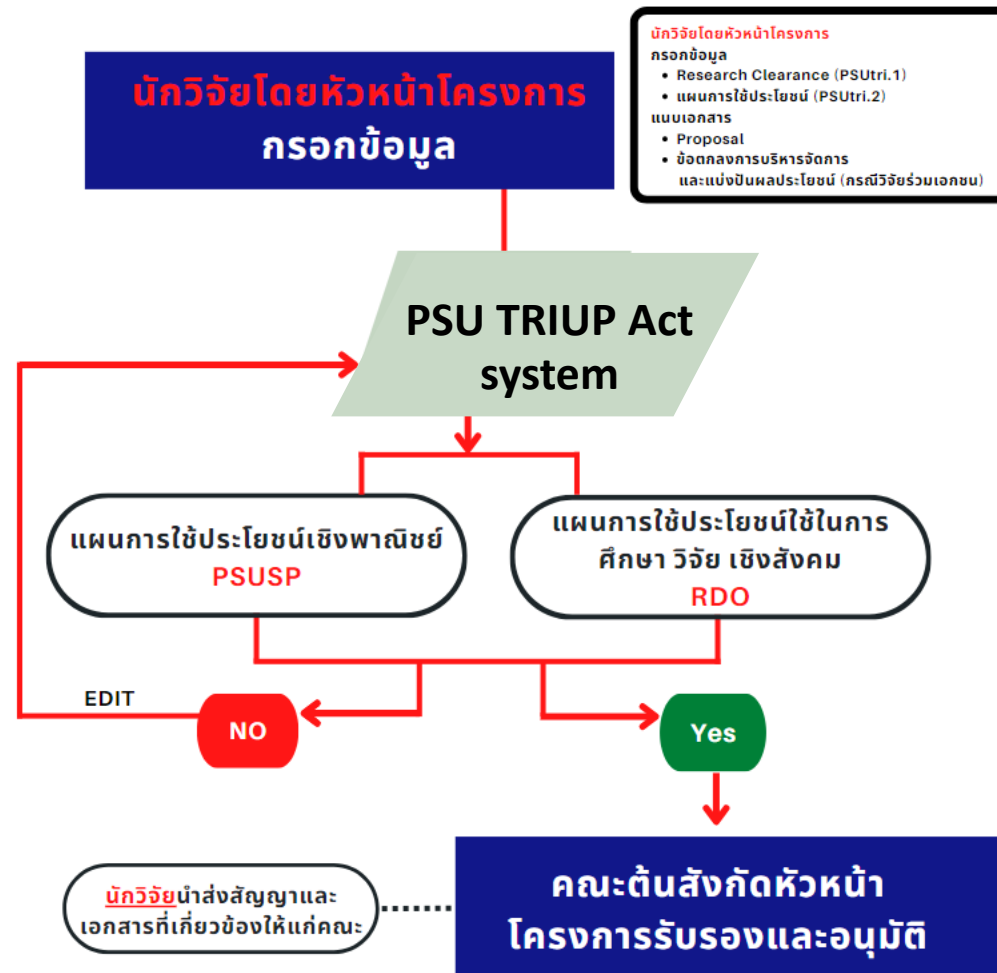 นักวิจัยโดยหัวหน้าโครงการ
กรอกข้อมูล
นักวิจัยโดยหัวหน้าโครงการ
กรอกข้อมูล
• Research Clearance (PSUtri.1)
• แผนการใช้ประโยชน์ (PSUtri.2)
แนบเอกสาร
• Proposal
• ข้อตกลงการบริหารจัดการ
และแบ่งปันผลประโยชน์ (กรณีวิจัยร่วมเอกชน)
PSU TRIUP Act
system
แผนการใช้ประโยชน์เชิงพาณิชย์
PSUSP
แผนการใช้ประโยชน์ใช้ในการ
ศึกษา วิจัย เชิงสังคม
RDO
EDIT
NO
Yes
นักวิจัยนำส่งสัญญาและ
เอกสารที่เกี่ยวข้องให้แก่คณะ
คณะต้นสังกัดหัวหน้า
โครงการรับรองและอนุมัติ